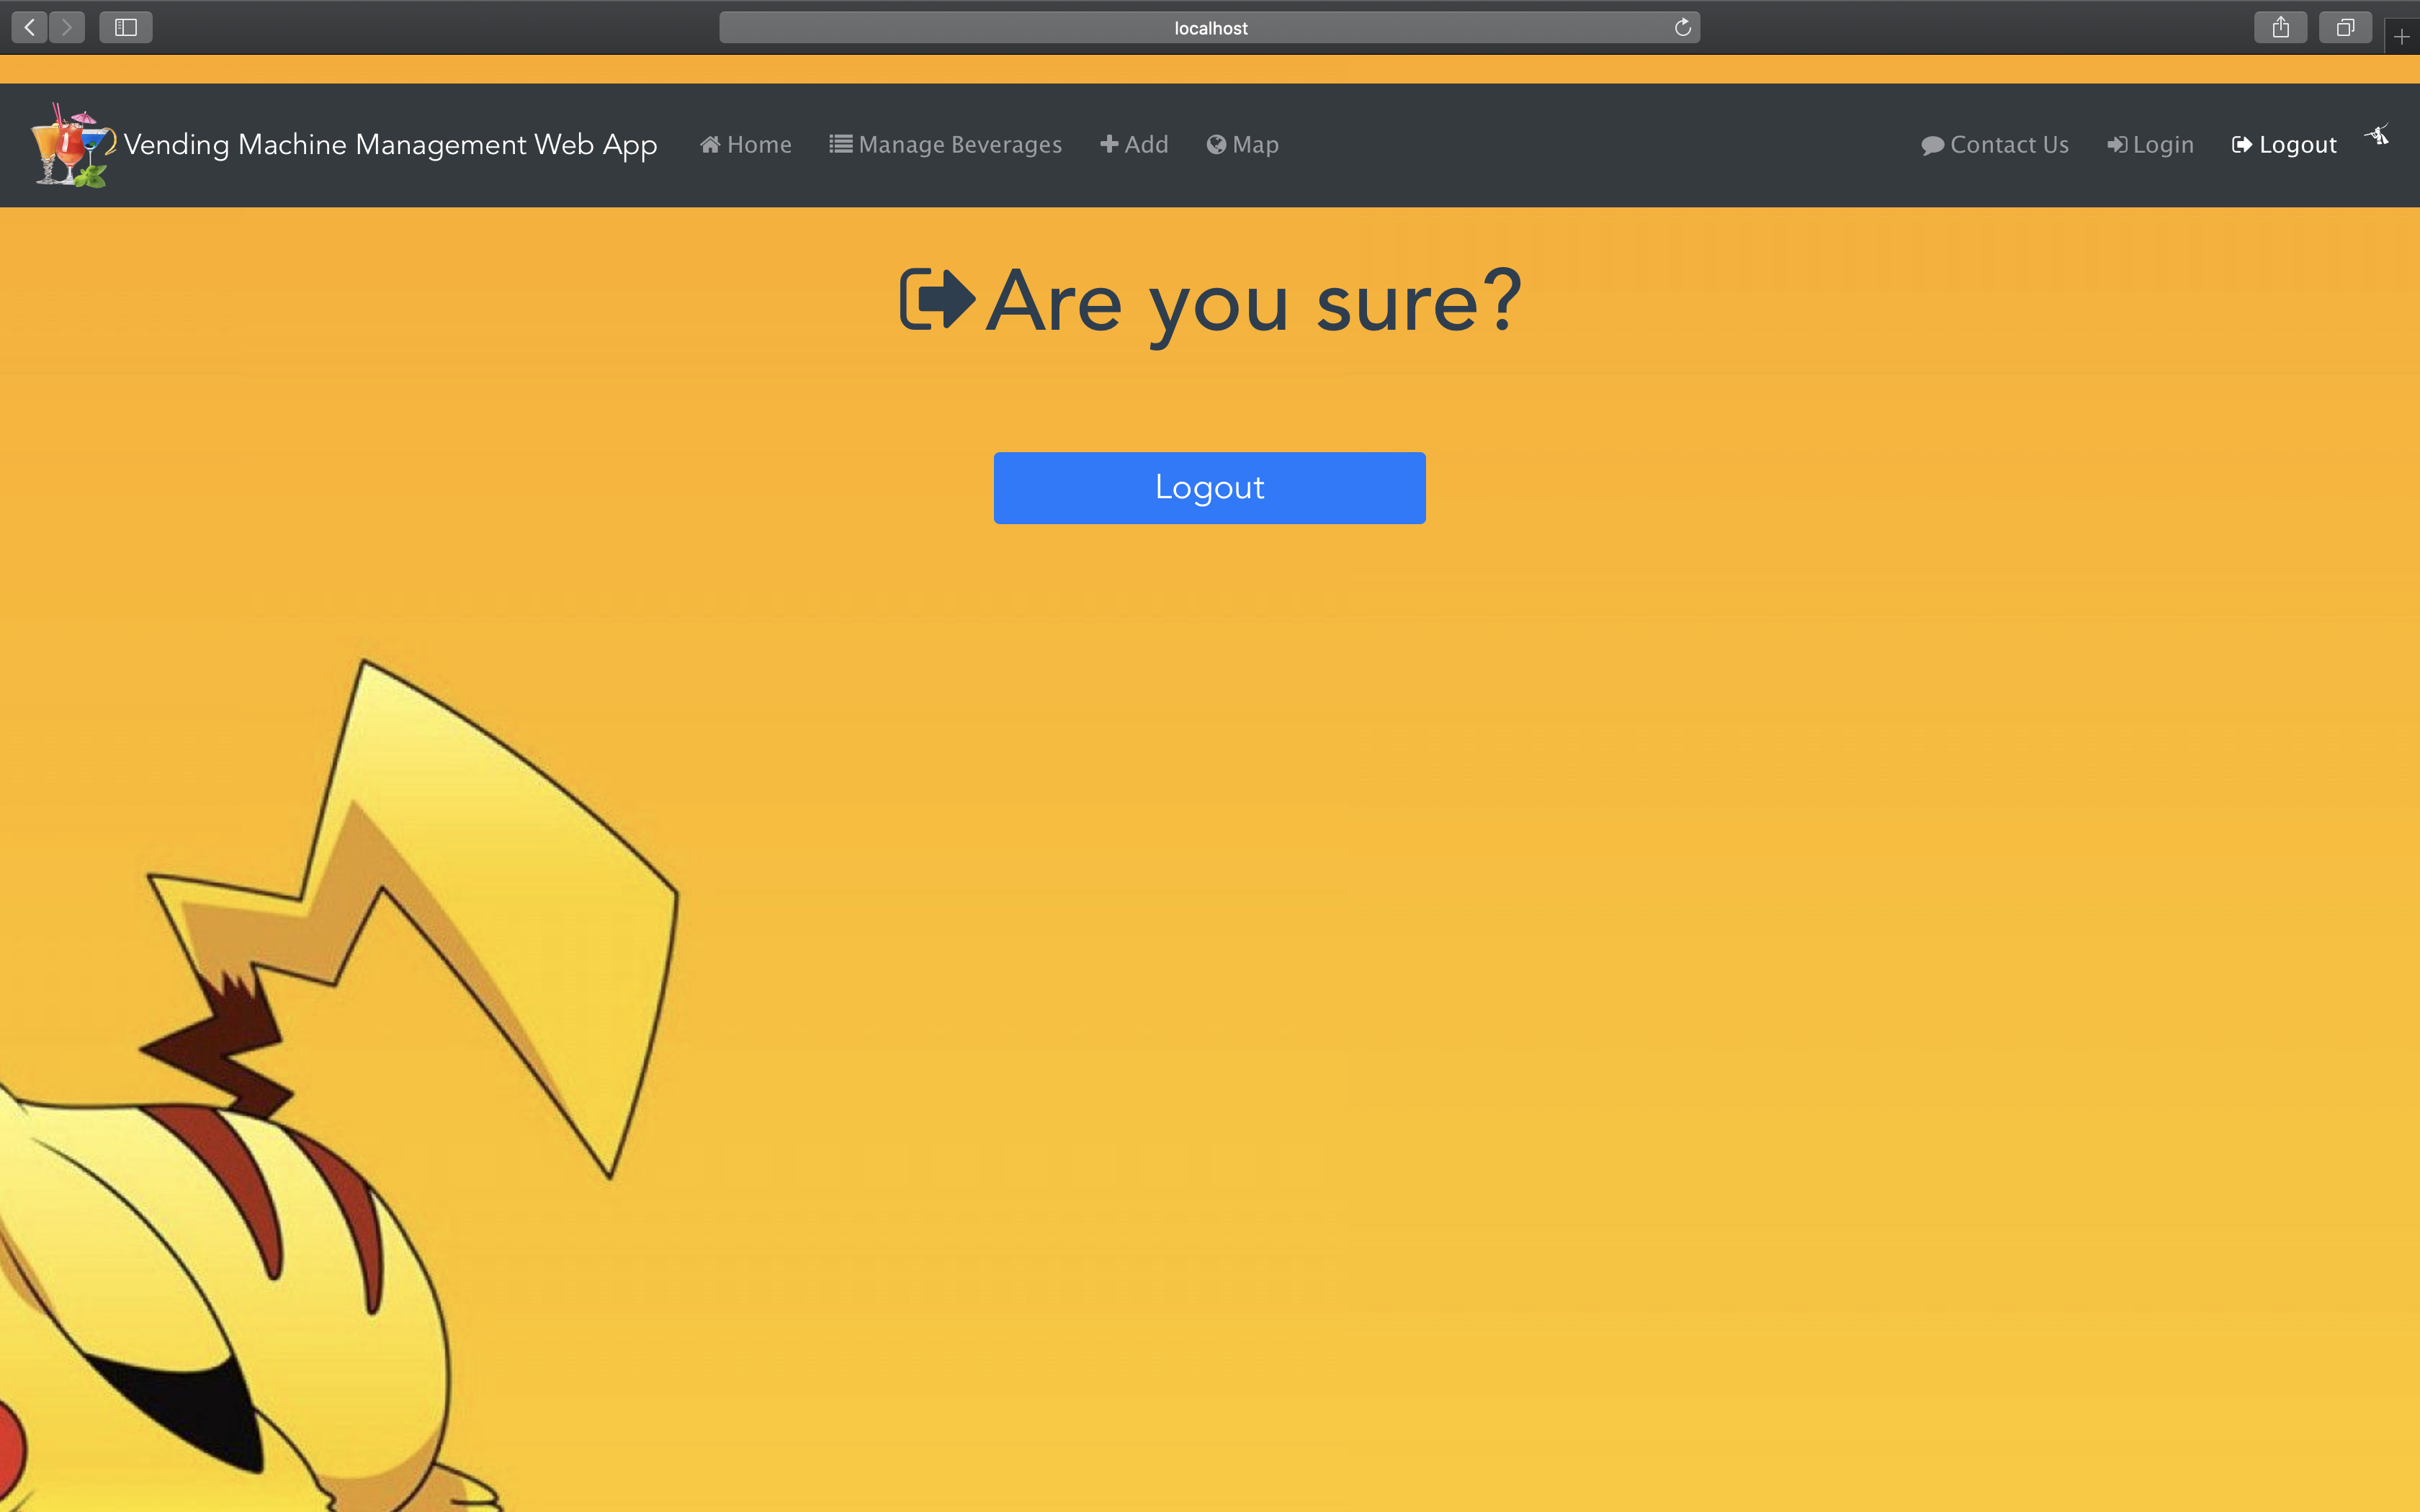 localhost
Vending Machine Management Web App Home Manage Beverages Add Map Contact Us Login Logout
Are you sure?
Logout